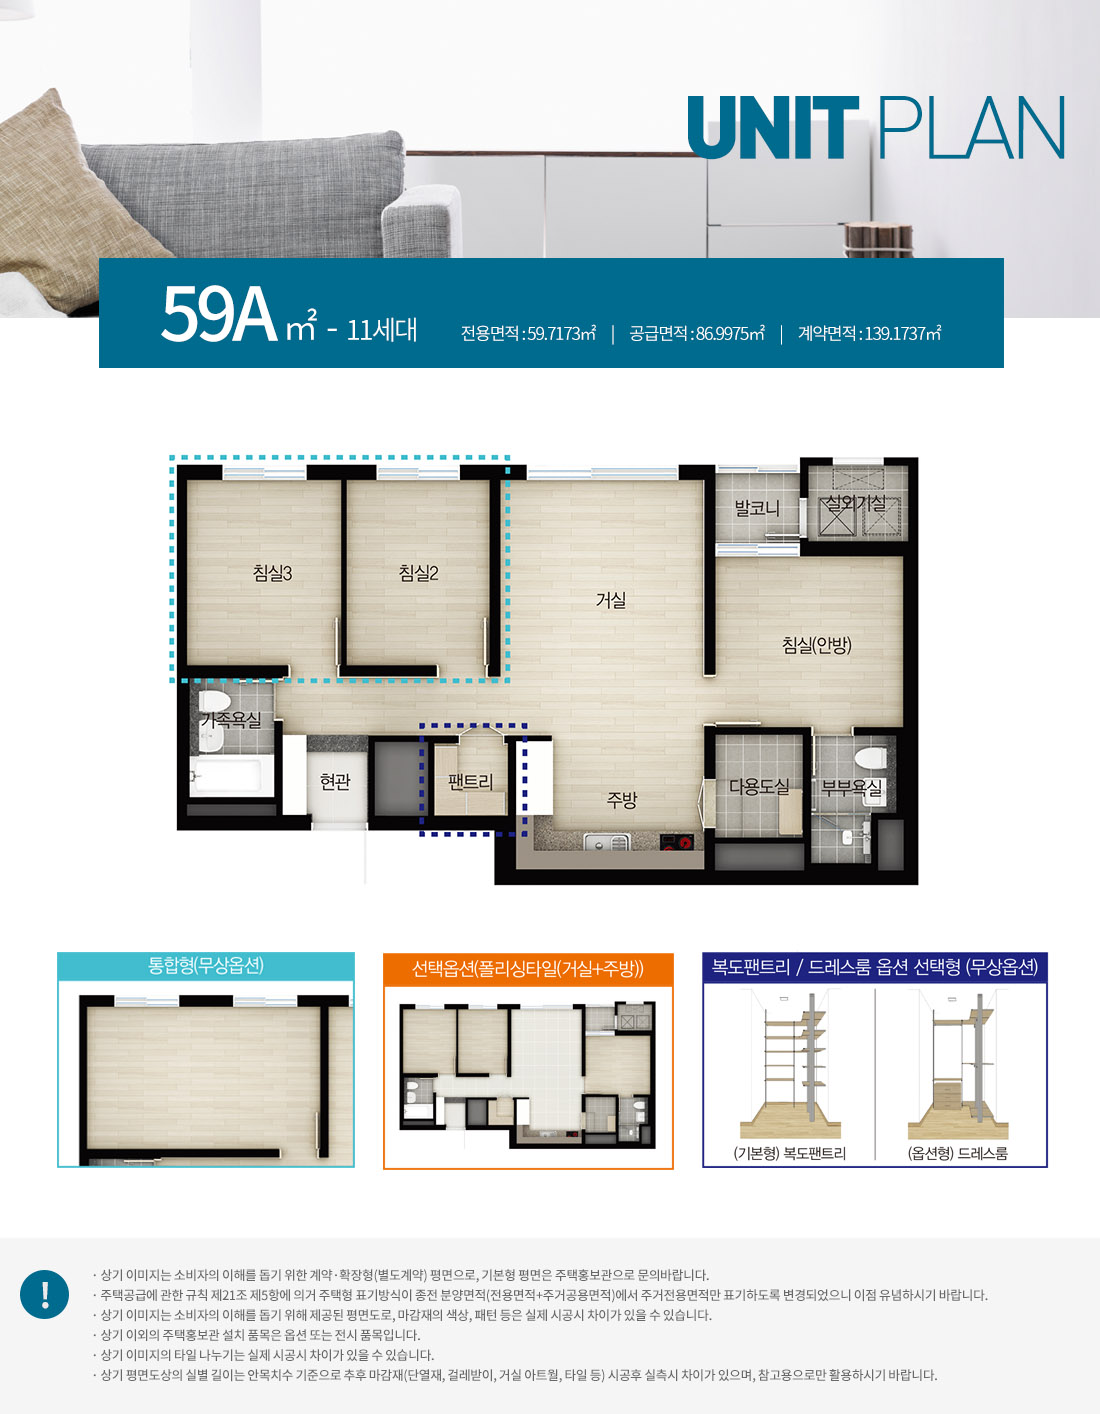 UNIT PLAN
59A㎡ - 11세대
전용면적 : 59.7173㎡ | 공급면적 : 86.9975㎡ | 계약면적 : 139.1737㎡
발코니
실외기실
침실3
침실2
거실
침실(안방)
가족욕실
현관
팬트리
주방
다용도실
부부욕실
통합형(무상옵션)
선택옵션(폴리싱타일(거실+주방))
복도팬트리 / 드레스룸 옵션 선택형 (무상옵션)
(기본형) 복도팬트리
(옵션형) 드레스룸
!
· 상기 이미지는 소비자의 이해를 돕기 위한 계약·확장형(별도계약) 평면으로, 기본형 평면은 주택홍보관으로 문의바랍니다.
· 주택공급에 관한 규칙 제21조 제5항에 의거 주택형 표기방식이 종전 분양면적(전용면적+주거공용면적)에서 주거전용면적만 표기하도록 변경되었으니 이점 유념하시기 바랍니다.
· 상기 이미지는 소비자의 이해를 돕기 위해 제공된 평면도로, 마감재의 색상, 패턴 등은 실제 시공시 차이가 있을 수 있습니다.
· 상기 이외의 주택홍보관 설치 품목은 옵션 또는 전시 품목입니다.
· 상기 이미지의 타일 나누기는 실제 시공시 차이가 있을 수 있습니다.
· 상기 평면도상의 실별 길이는 안목치수 기준으로 추후 마감재(단열재, 걸레받이, 거실 아트월, 타일 등) 시공후 실측시 차이가 있으며, 참고용으로만 활용하시기 바랍니다.